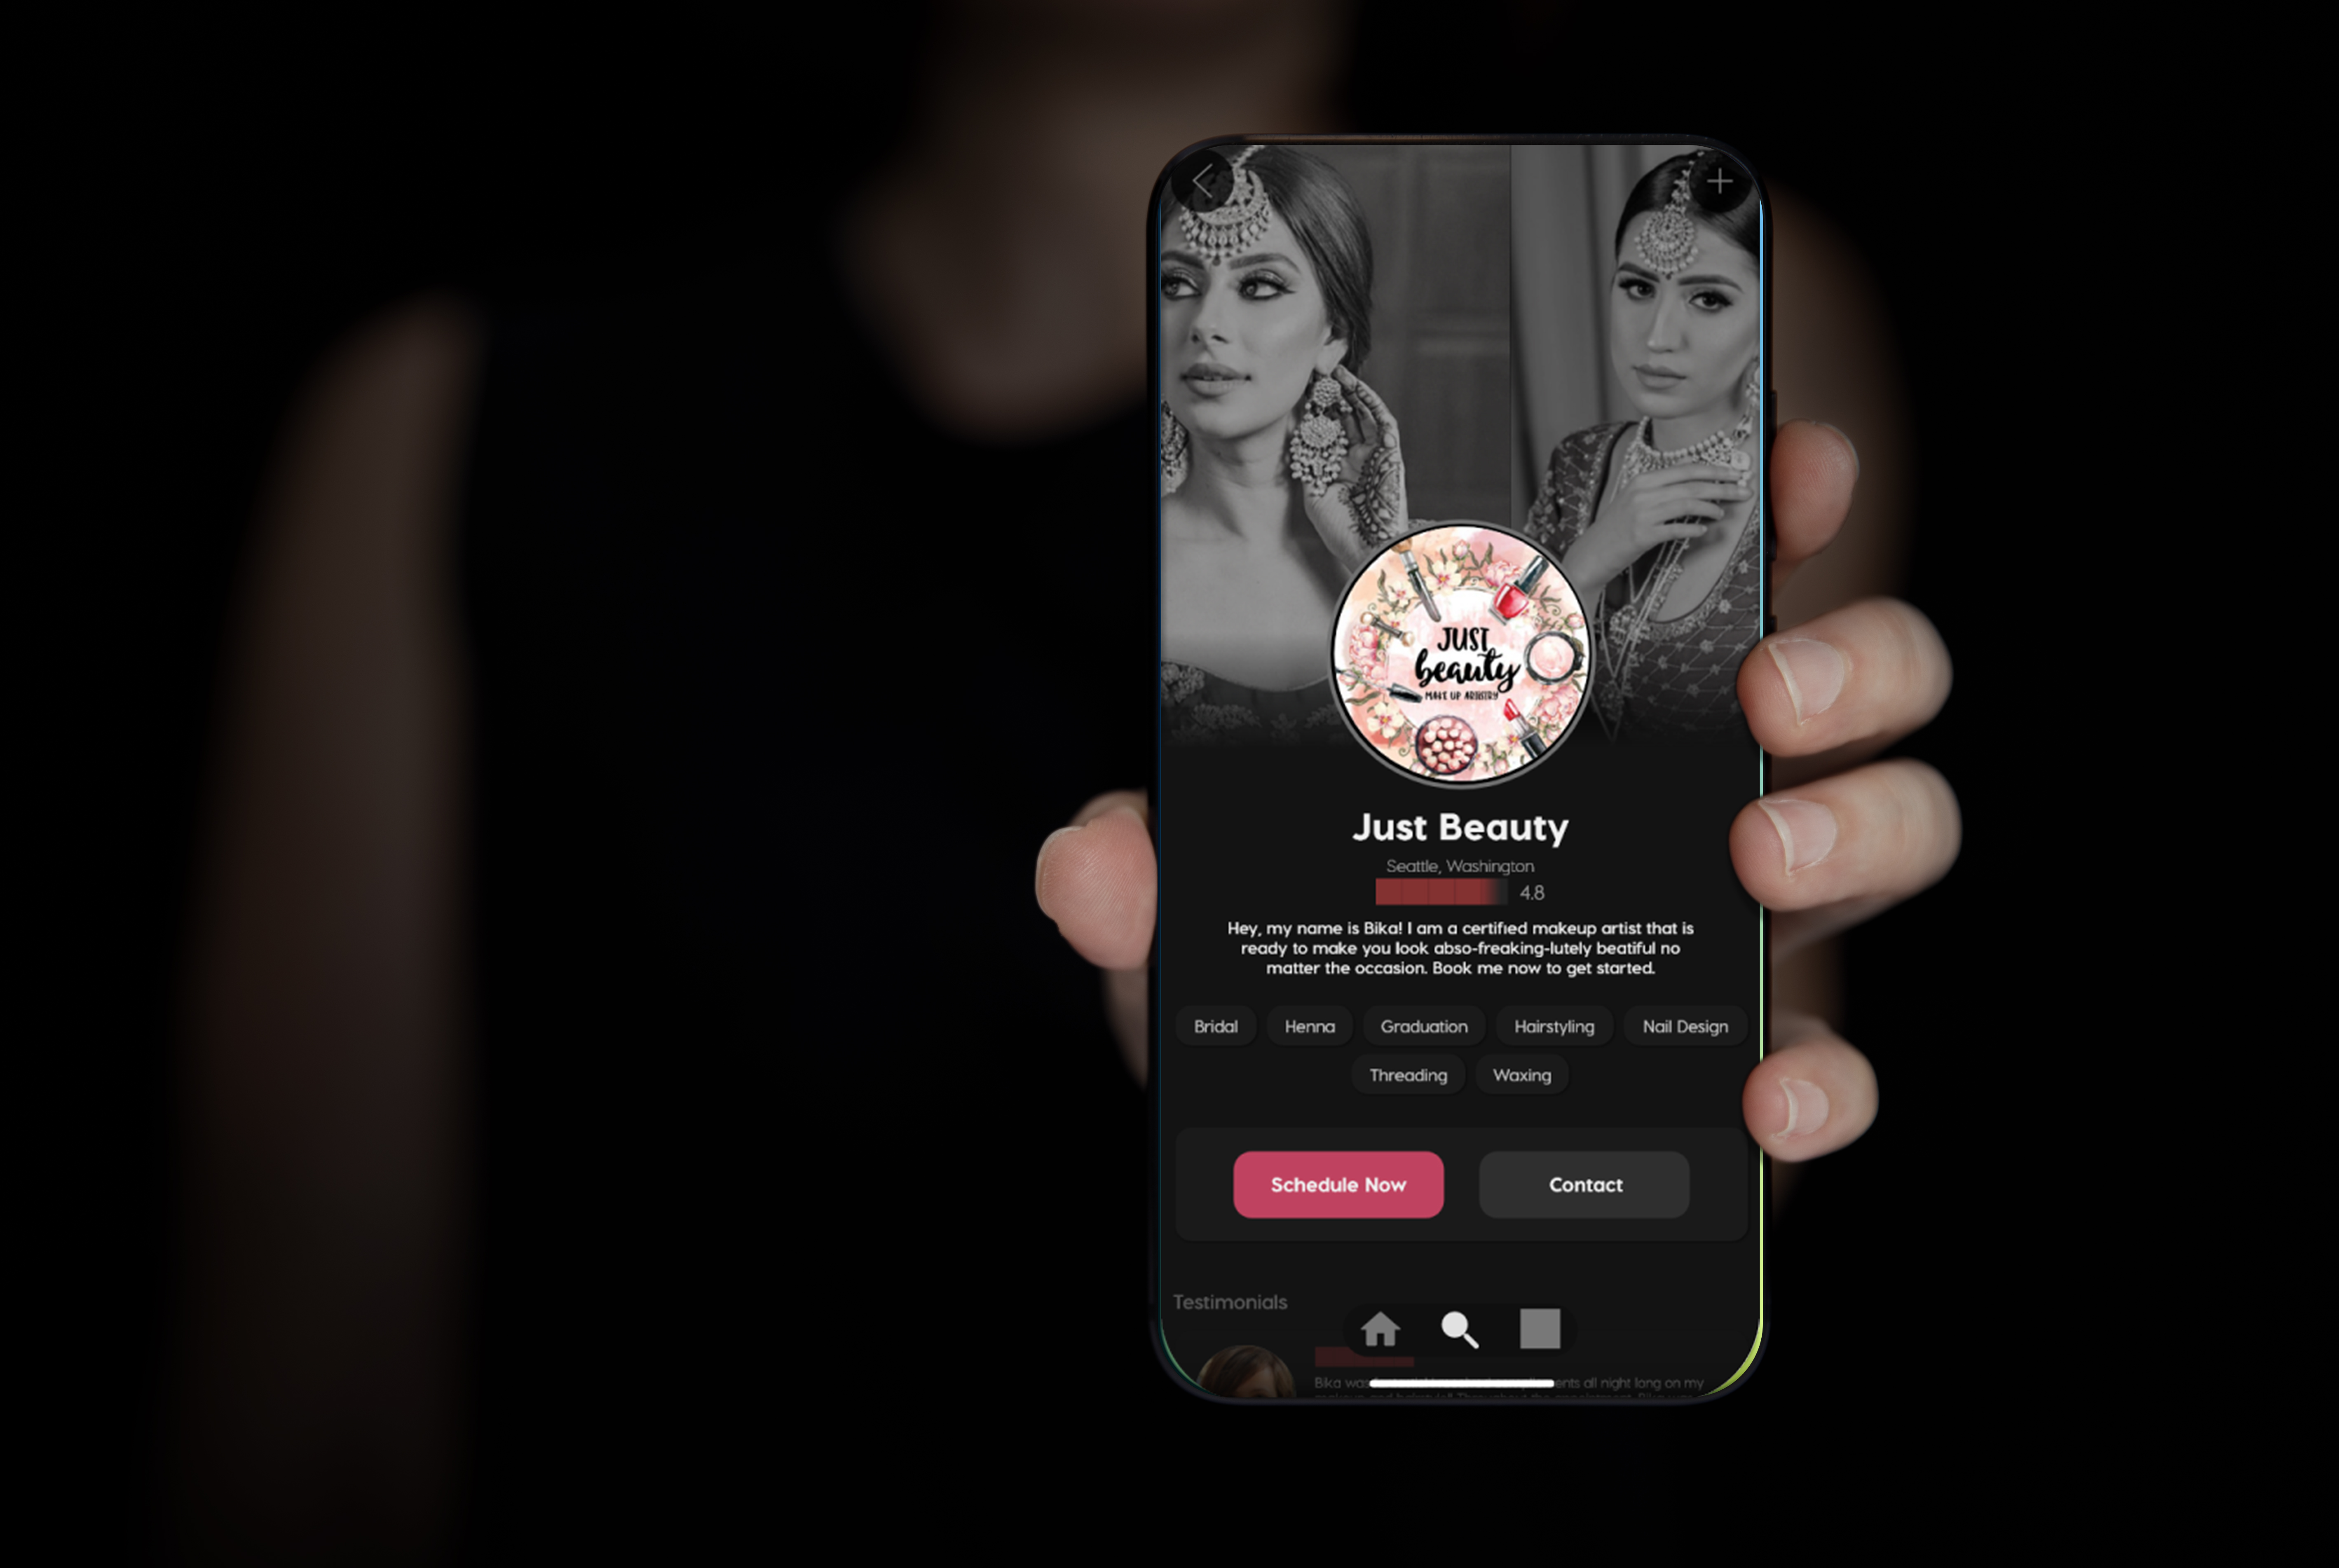 JUST
beauty
MAKE UP ARTISTRY
Just Beauty
Seattle, Washington
4.8
Hey, my name is Bika! I am a certified makeup artist that is
ready to make you look abso-freaking-lutely beatiful no
matter the occasion. Book me now to get started.
Bridal Henna Graduation Hairstyling Nail Design
Threading Waxing
Schedule Now Contact
Testimonials
Bika was ents all night long on my